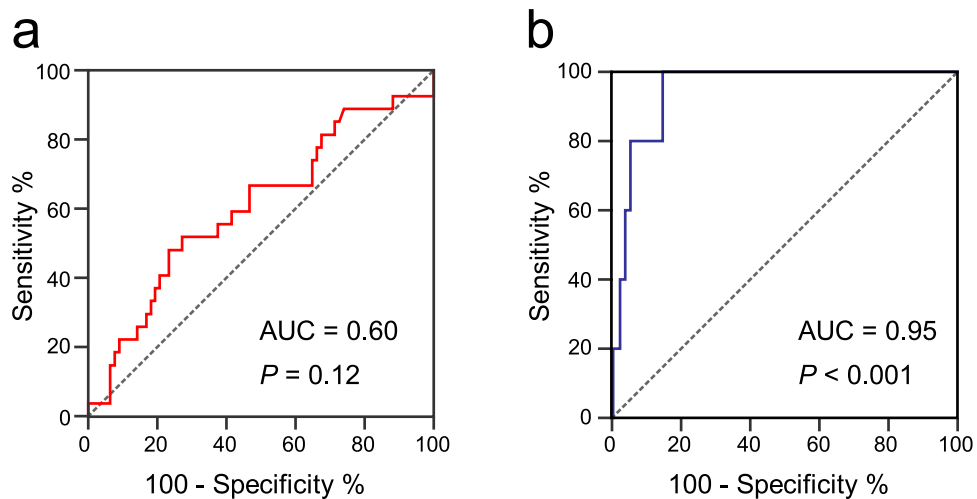 a
Sensitivity %
100
80
60
40
20
0
AUC = 0.60
P = 0.12
0 20 40 60 80 100
100 - Specificity %
b
Sensitivity %
100
80
60
40
20
0
AUC = 0.95
P < 0.001
0 20 40 60 80 100
100 - Specificity %